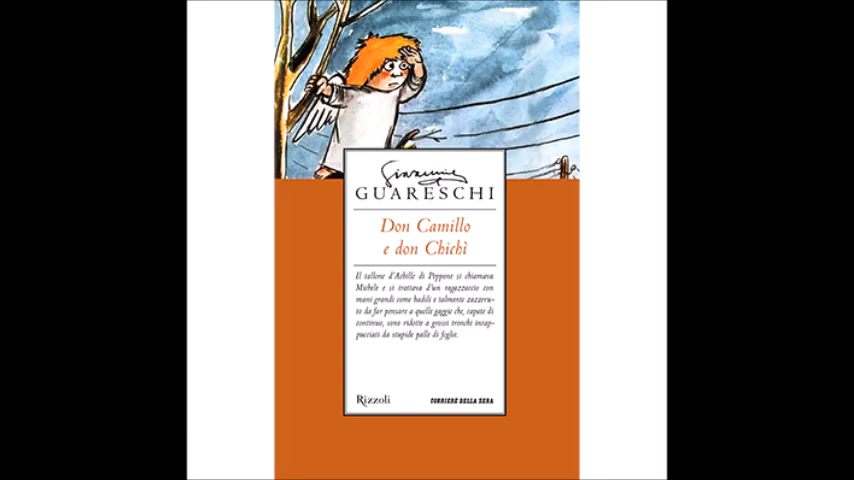 Giovannino
GUARESCHI
Don Camillo
e don Chichì
Il tallone d'Achille di Peppone si chiamava
Michele e si trattava d'un ragazzaccio con
mani grandi come badili e talmente zazzeru-
to da far pensare a quelle gaggie che, capate di
continuo, sono ridotte a grossi tronchi incap-
pucciati da stupide palle di foglie.
Rizzoli
CORRIERE DELLA SERA